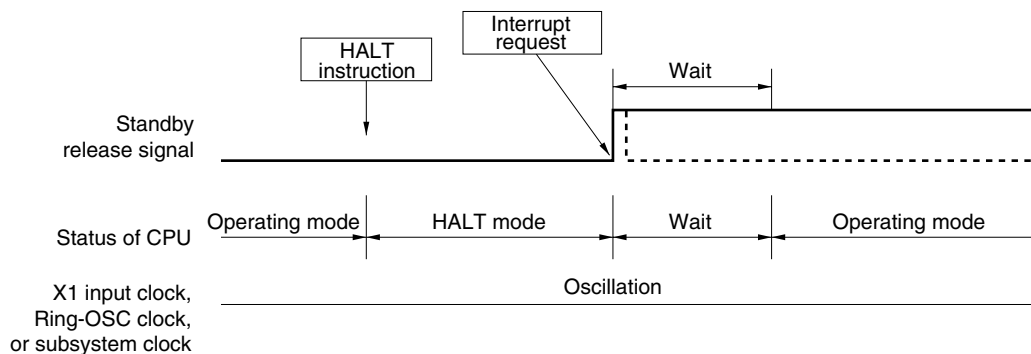 HALT
instruction
Interrupt
request
Wait
Standby
release signal
Status of CPU
Operating mode
HALT mode
Wait
Operating mode
X1 input clock,
Ring-OSC clock,
or subsystem clock
Oscillation